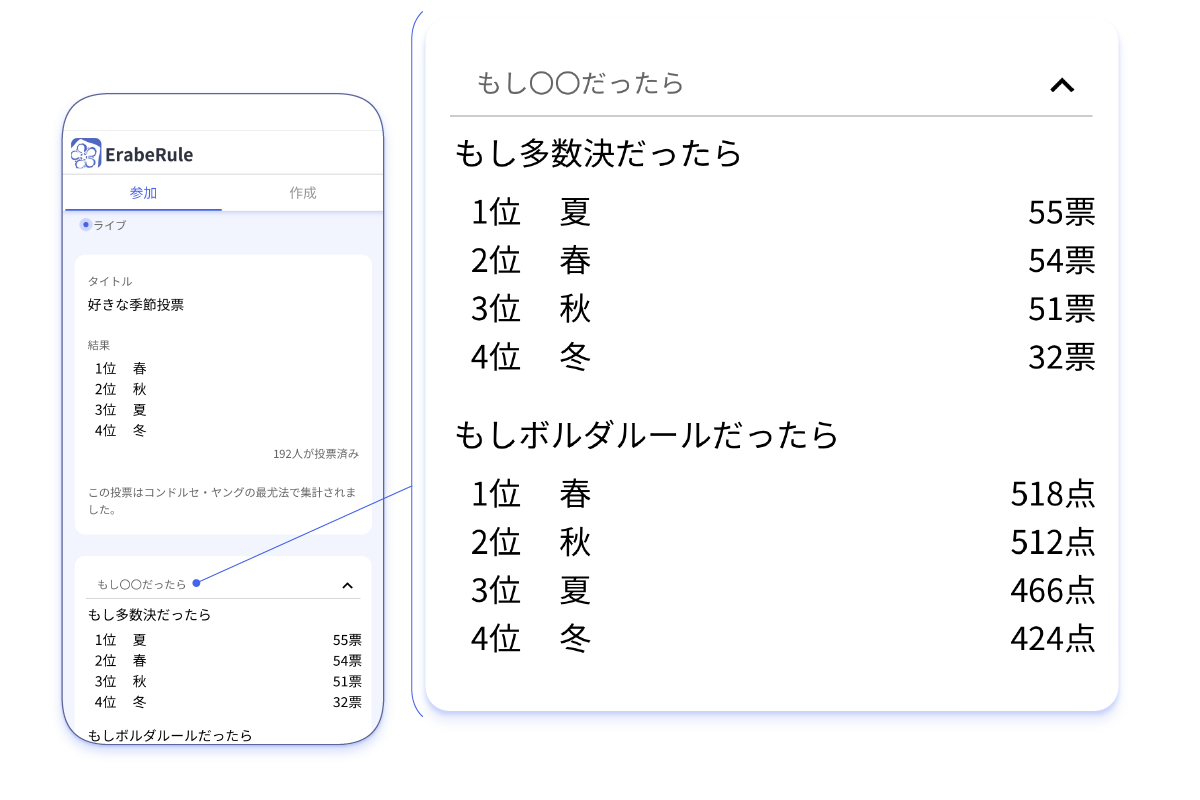 ErabeRule
参加 作成
ライブ
タイトル
好きな季節投票
結果
1位 春
2位 秋
3位 夏
4位 冬
192人が投票済み
この投票はコンドルセ・ヤングの最尤法で集計されま
した。
もし〇〇だったら
もし多数決だったら
1位 夏 55票
2位 春 54票
3位 秋 51票
4位 冬 32票
もしボルダルールだったら
もし〇〇だったら
もし多数決だったら
1位 夏 55票
2位 春 54票
3位 秋 51票
4位 冬 32票
もしボルダルールだったら
1位 春 518点
2位 秋 512点
3位 夏 466点
4位 冬 424点